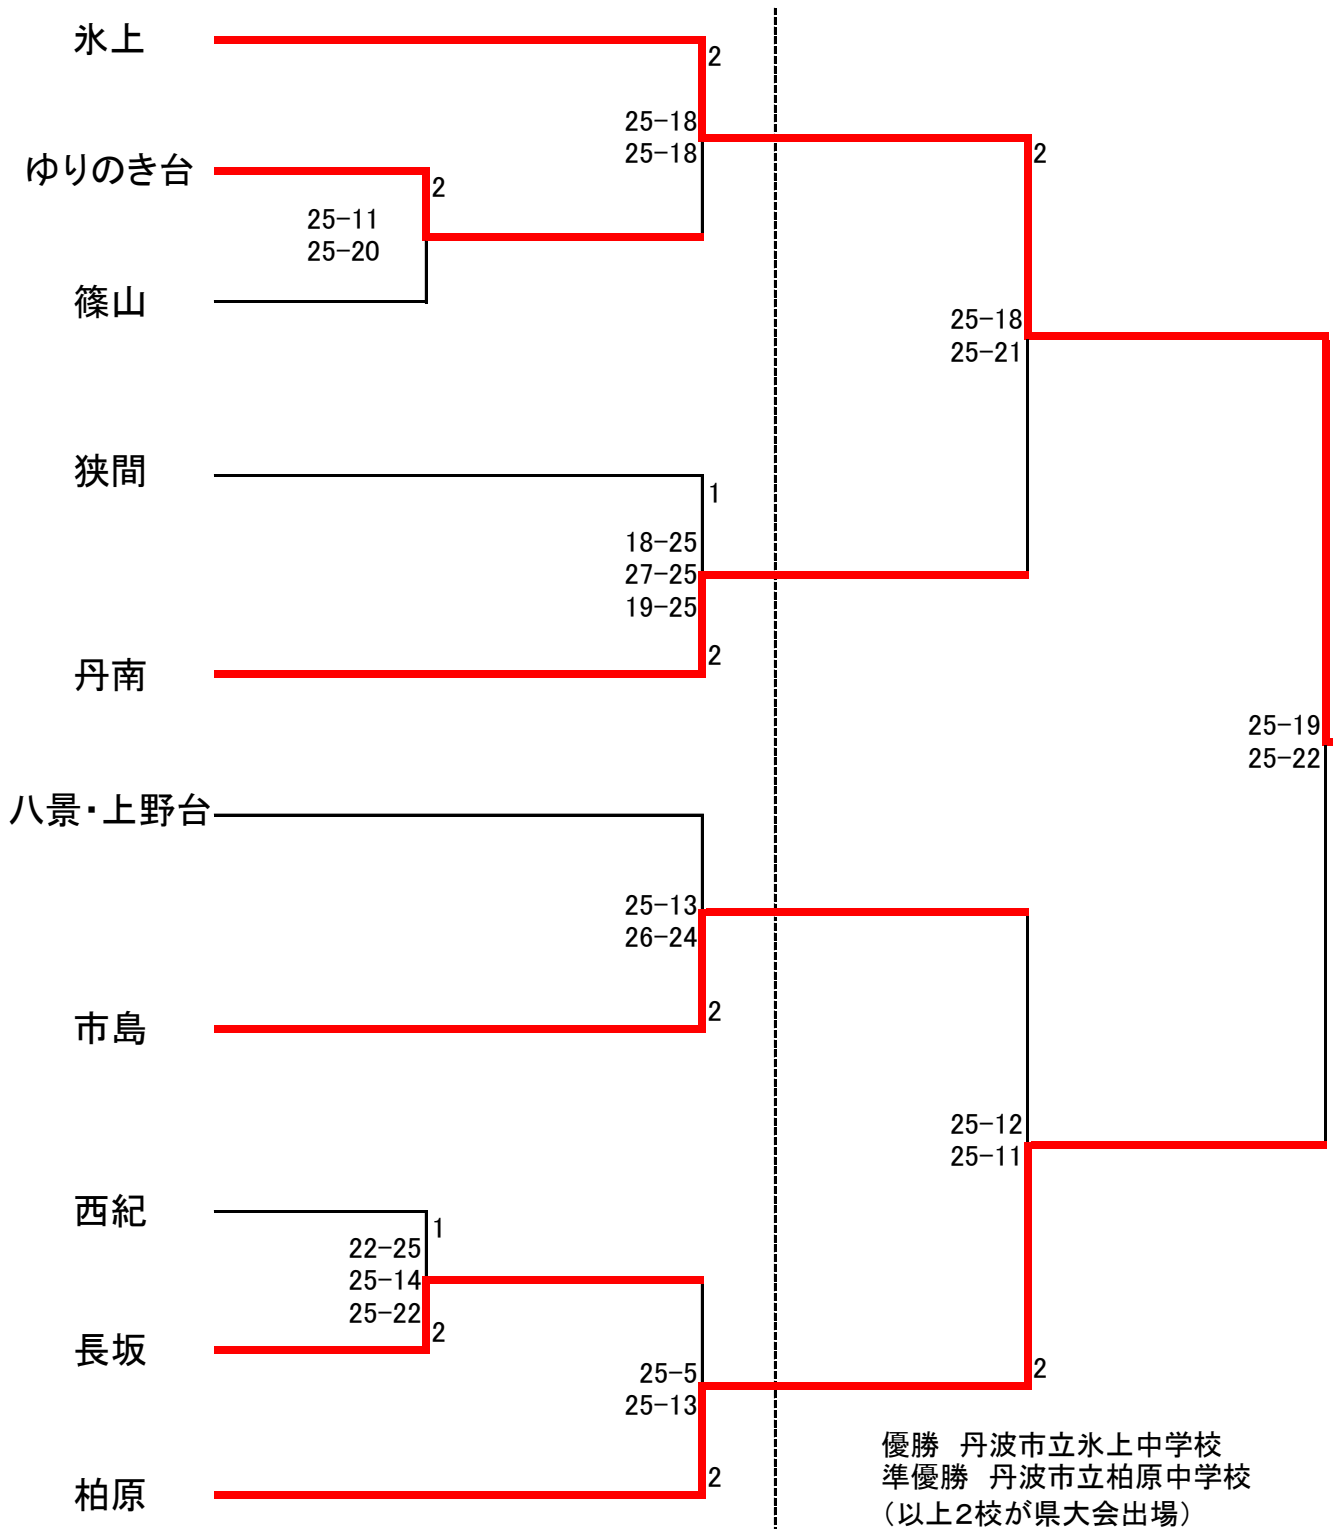 氷上
2
25-18
25-18
2
ゆりのき台
2
25-11
25-20
篠山
25-18
25-21
狭間
1
18-25
27-25
19-25
丹南
2
25-19
25-22
八景・上野台
25-13
26-24
市島
2
25-12
25-11
西紀
1
22-25
25-14
25-22
長坂
2
25-5
25-13
2
柏原
2
優勝　丹波市立氷上中学校
準優勝　丹波市立柏原中学校
（以上２校が県大会出場）